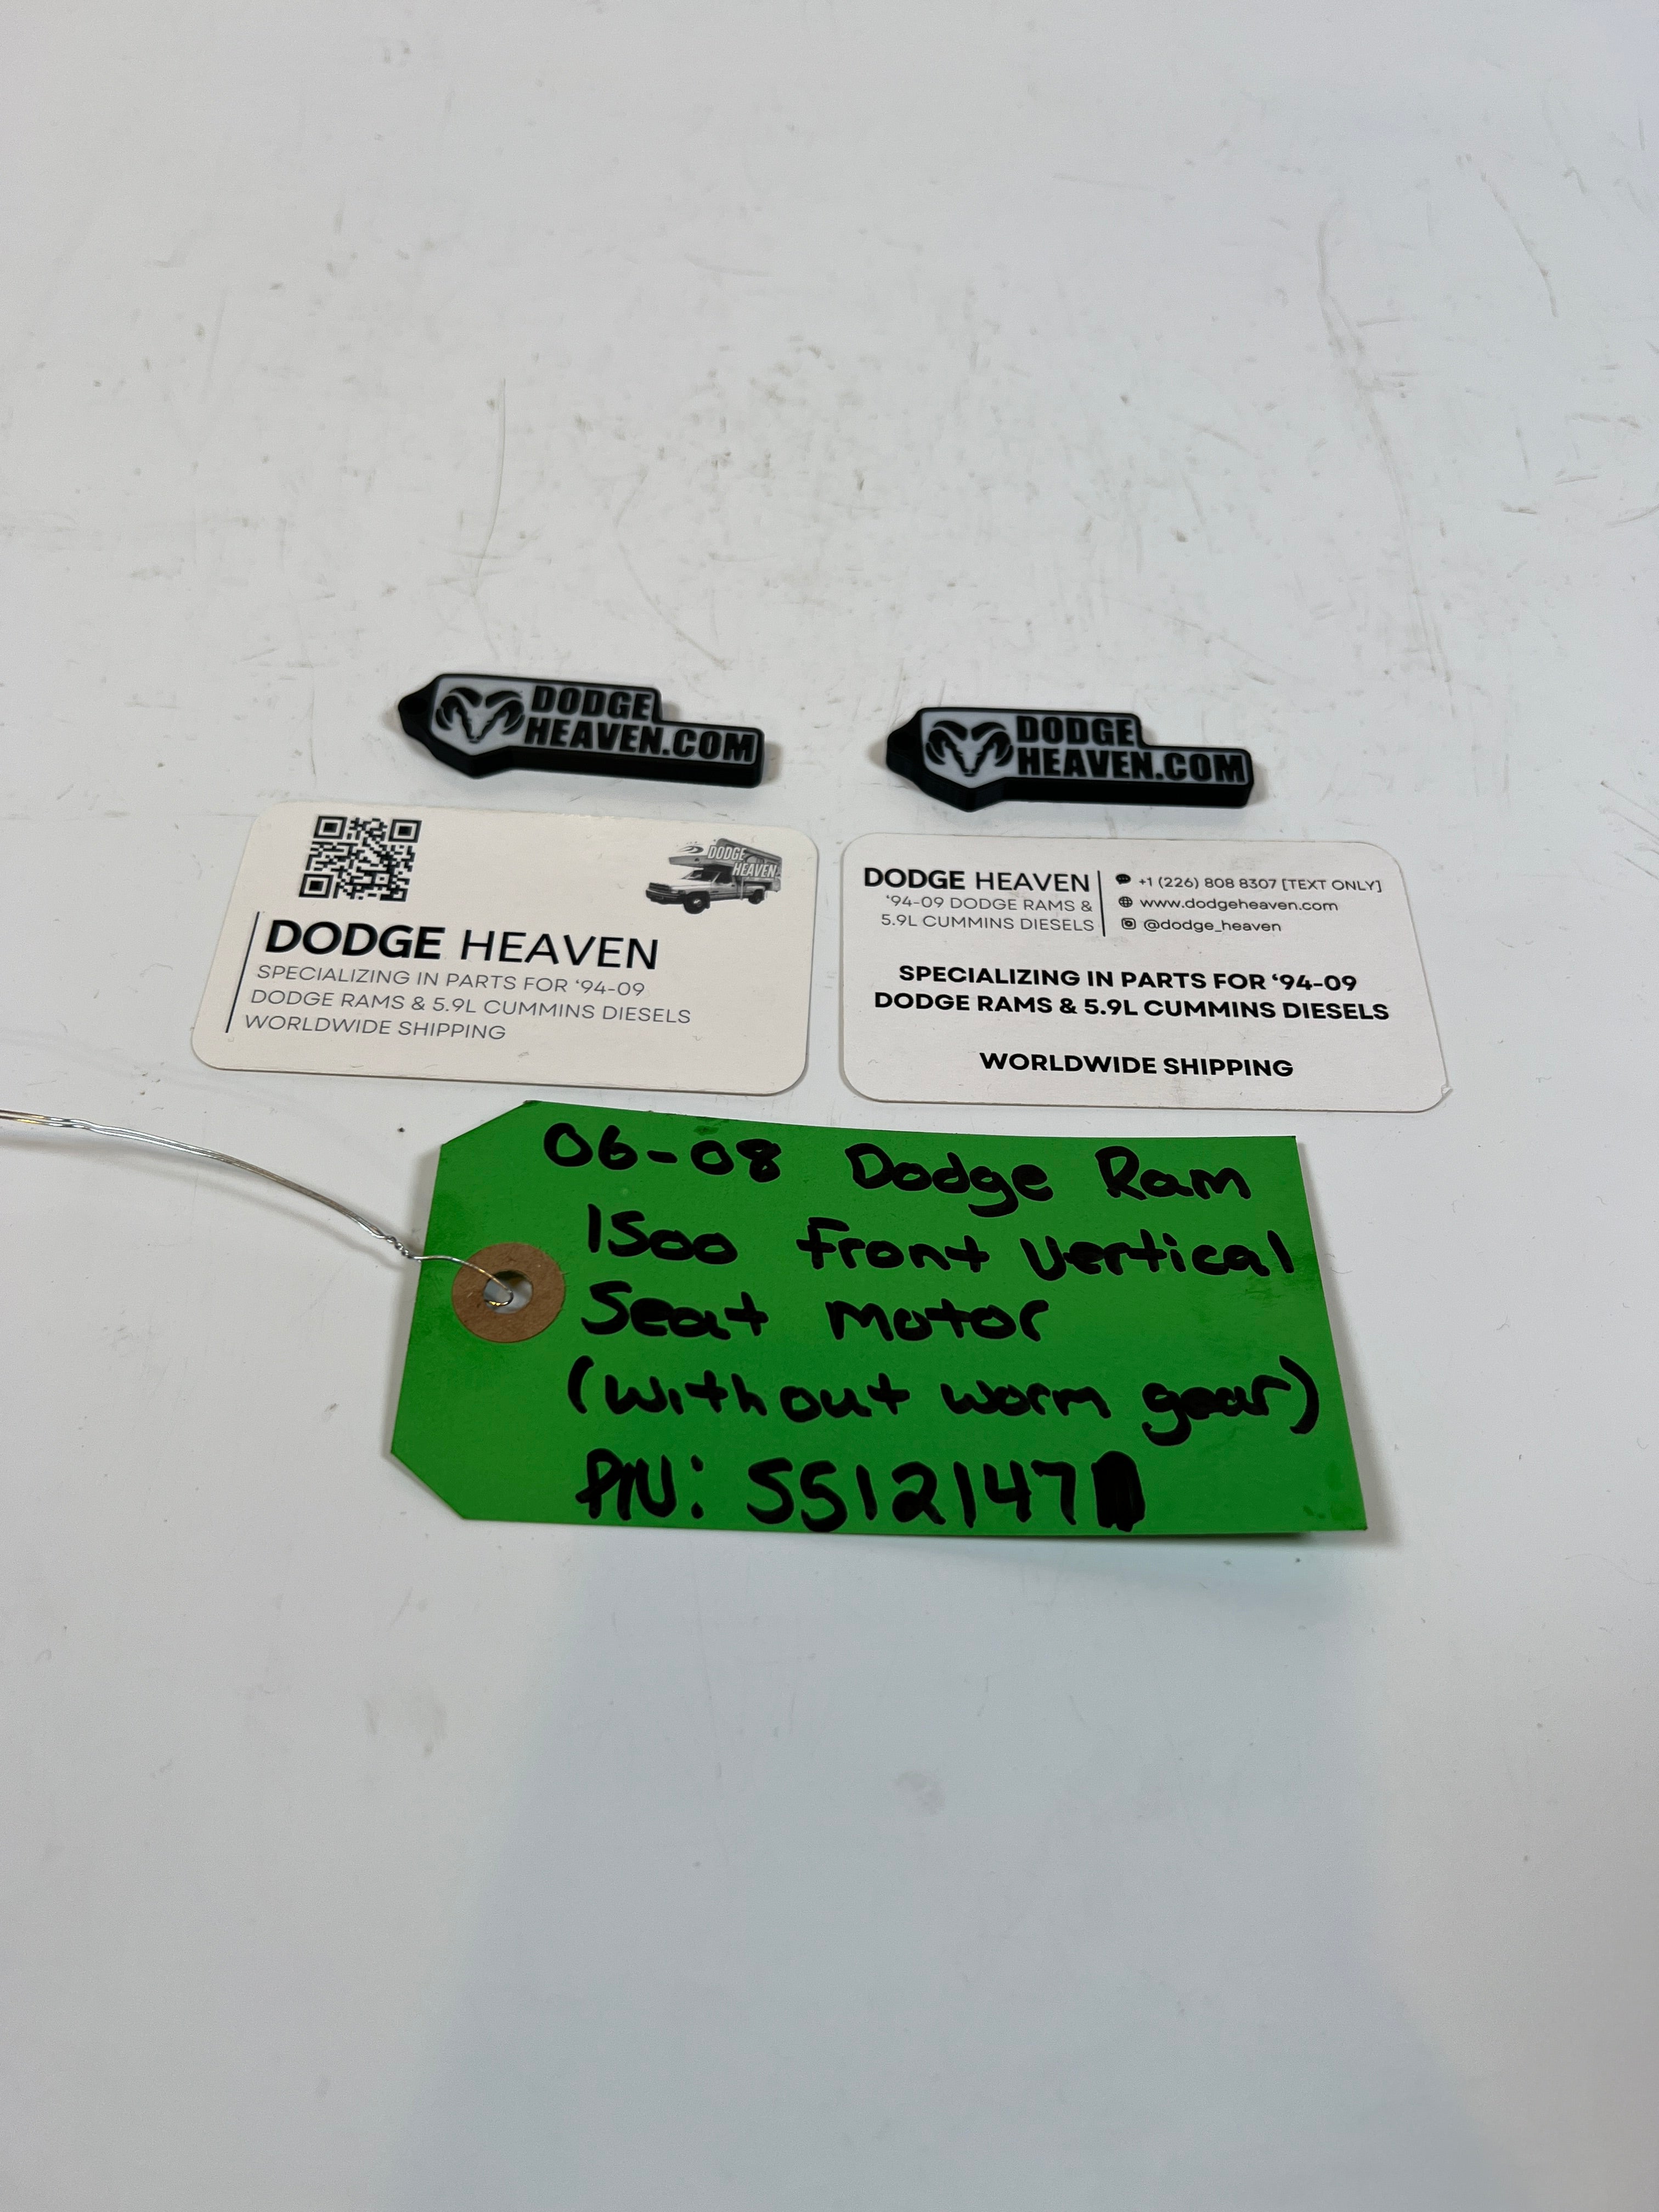 DODGE
HEAVEN.COM
DODGE
HEAVEN.COM
DODGE
HEAVEN
DODGE HEAVEN
SPECIALIZING IN PARTS FOR ‘94-09
DODGE RAMS & 5.9L CUMMINS DIESELS
WORLDWIDE SHIPPING
DODGE HEAVEN
‘94-09 DODGE RAMS &
5.9L CUMMINS DIESELS
+1 (226) 808 8307 [TEXT ONLY]
www.dodgeheaven.com
@dodge_heaven
SPECIALIZING IN PARTS FOR ‘94-09
DODGE RAMS & 5.9L CUMMINS DIESELS
WORLDWIDE SHIPPING
06-08 Dodge Ram
1500 Front Vertical
Seat Motor
(without worm gear)
P/N: 5512147